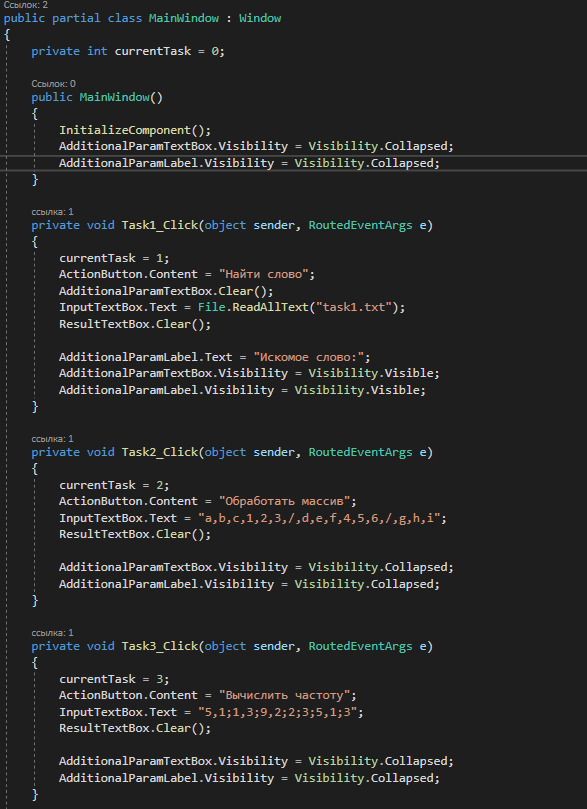 Ссылок: 2
public partial class MainWindow : Window
{
private int currentTask = 0;
Ссылок: 0
public MainWindow()
{
InitializeComponent();
AdditionalParamTextBox.Visibility = Visibility.Collapsed;
AdditionalParamLabel.Visibility = Visibility.Collapsed;
}
ссылка: 1
private void Task1_Click(object sender, RoutedEventArgs e)
{
currentTask = 1;
ActionButton.Content = "Найти слово";
AdditionalParamTextBox.Clear();
InputTextBox.Text = File.ReadAllText("task1.txt");
ResultTextBox.Clear();
AdditionalParamLabel.Text = "Искомое слово:";
AdditionalParamTextBox.Visibility = Visibility.Visible;
AdditionalParamLabel.Visibility = Visibility.Visible;
}
ссылка: 1
private void Task2_Click(object sender, RoutedEventArgs e)
{
currentTask = 2;
ActionButton.Content = "Обработать массив";
InputTextBox.Text = "a,b,c,1,2,3,/,d,e,f,4,5,6,/,g,h,i";
ResultTextBox.Clear();
AdditionalParamTextBox.Visibility = Visibility.Collapsed;
AdditionalParamLabel.Visibility = Visibility.Collapsed;
}
ссылка: 1
private void Task3_Click(object sender, RoutedEventArgs e)
{
currentTask = 3;
ActionButton.Content = "Вычислить частоту";
InputTextBox.Text = "5,1;1,3;9,2;2;3;5,1;3";
ResultTextBox.Clear();
AdditionalParamTextBox.Visibility = Visibility.Collapsed;
AdditionalParamLabel.Visibility = Visibility.Collapsed;
}